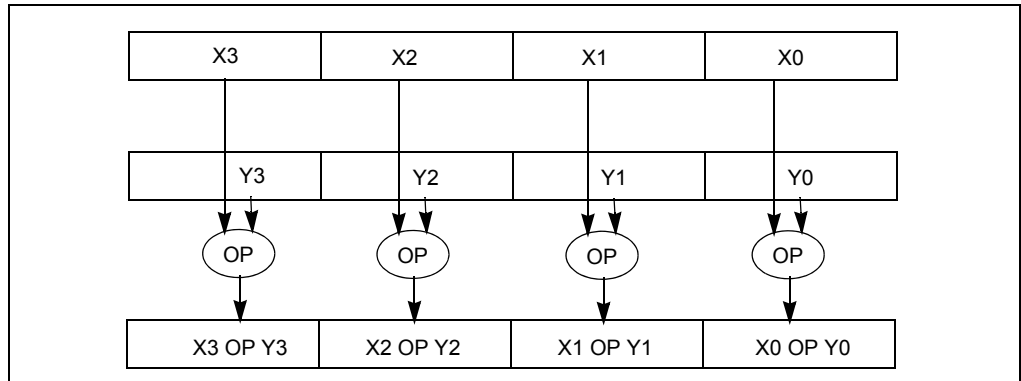 X3 X2 X1 X0
Y3 Y2 Y1 Y0
OP OP OP OP
X3 OP Y3 X2 OP Y2 X1 OP Y1 X0 OP Y0